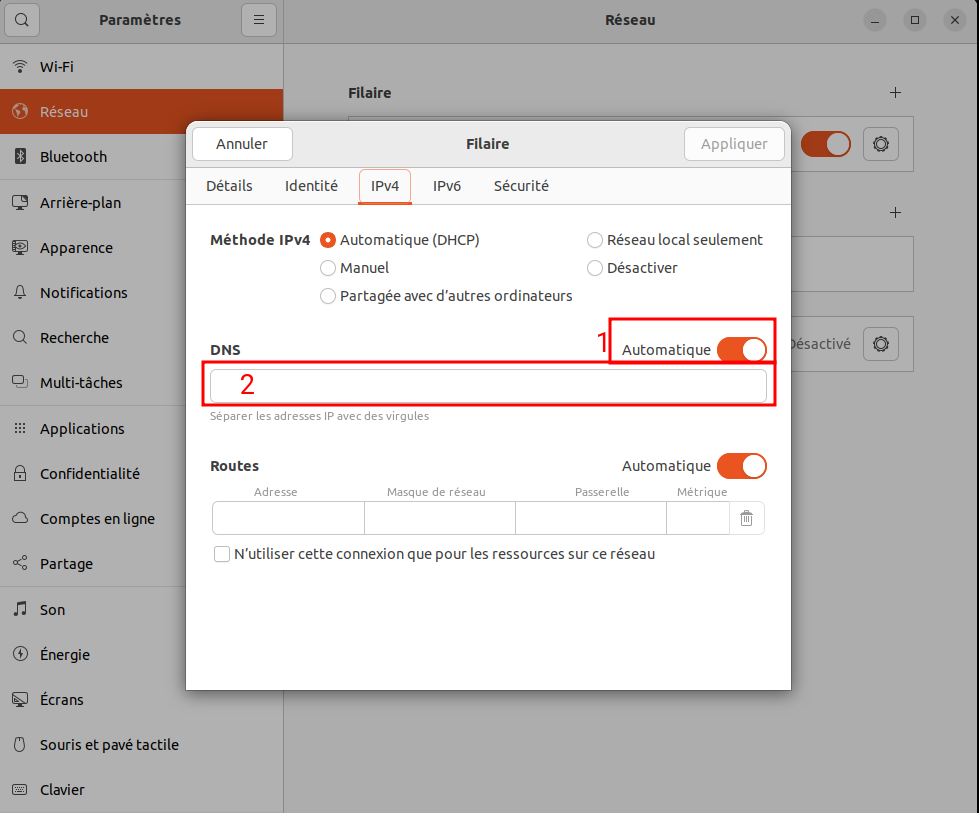 Paramètres
Réseau
Wi-Fi
Réseau
Bluetooth
Arrière-plan
Apparence
Notifications
Recherche
Multi-tâches
Applications
Confidentialité
Comptes en ligne
Partage
Son
Énergie
Écrans
Souris et pavé tactile
Clavier
Filaire
Désactivé
Annuler
Filaire
Appliquer
Détails Identité IPv4 IPv6 Sécurité
Méthode IPv4 Automatique (DHCP) Réseau local seulement
Manuel Désactiver
Partagée avec d’autres ordinateurs
DNS 1 Automatique
2
Séparer les adresses IP avec des virgules
Routes Automatique
Adresse Masque de réseau Passerelle Métrique
N’utiliser cette connexion que pour les ressources sur ce réseau